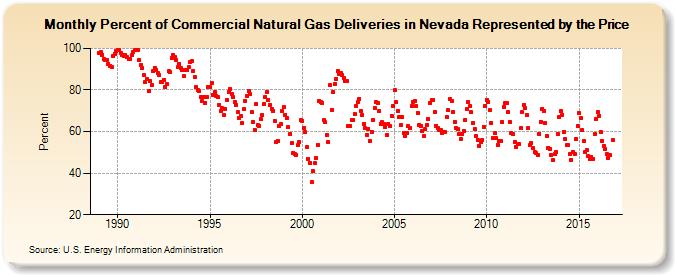 Monthly Percent of Commercial Natural Gas Deliveries in Nevada Represented by the Price
Percent
100
80
60
40
20
1990 1995 2000 2005 2010 2015
Source: U.S. Energy Information Administration